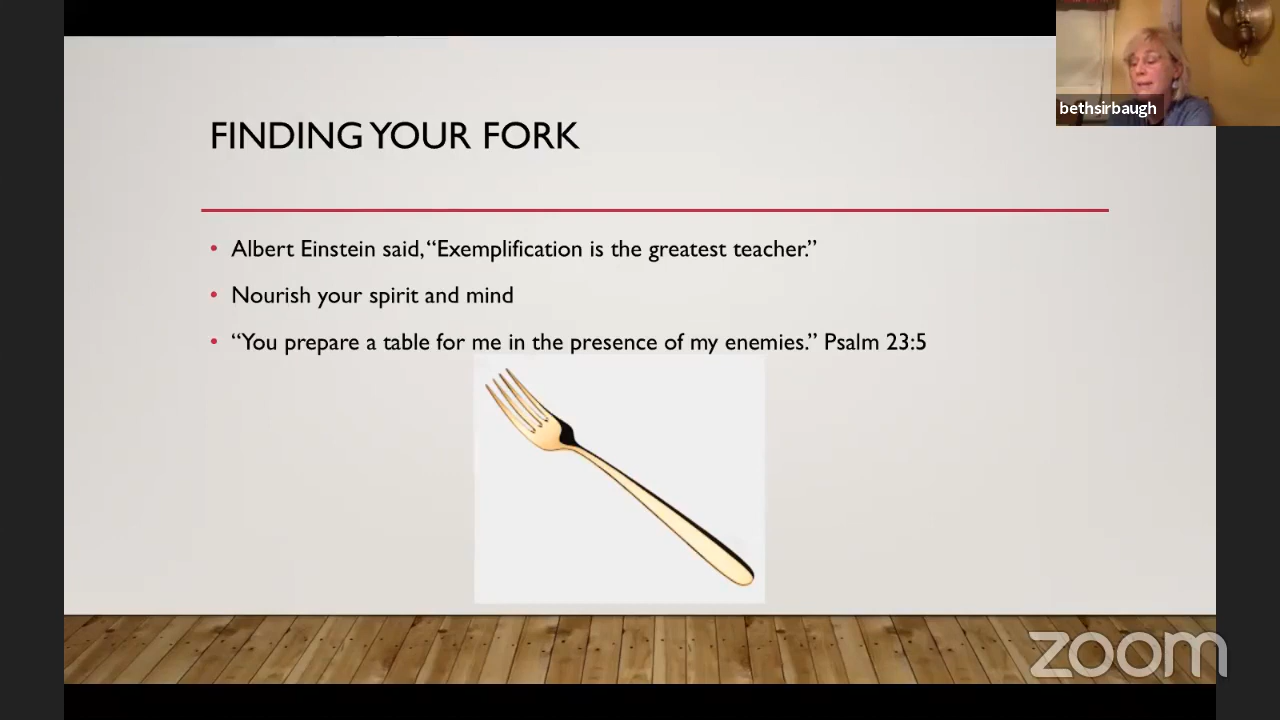 bethsirbaugh
FINDING YOUR FORK
• Albert Einstein said, “Exemplification is the greatest teacher.”
• Nourish your spirit and mind
• “You prepare a table for me in the presence of my enemies.” Psalm 23:5
zoom